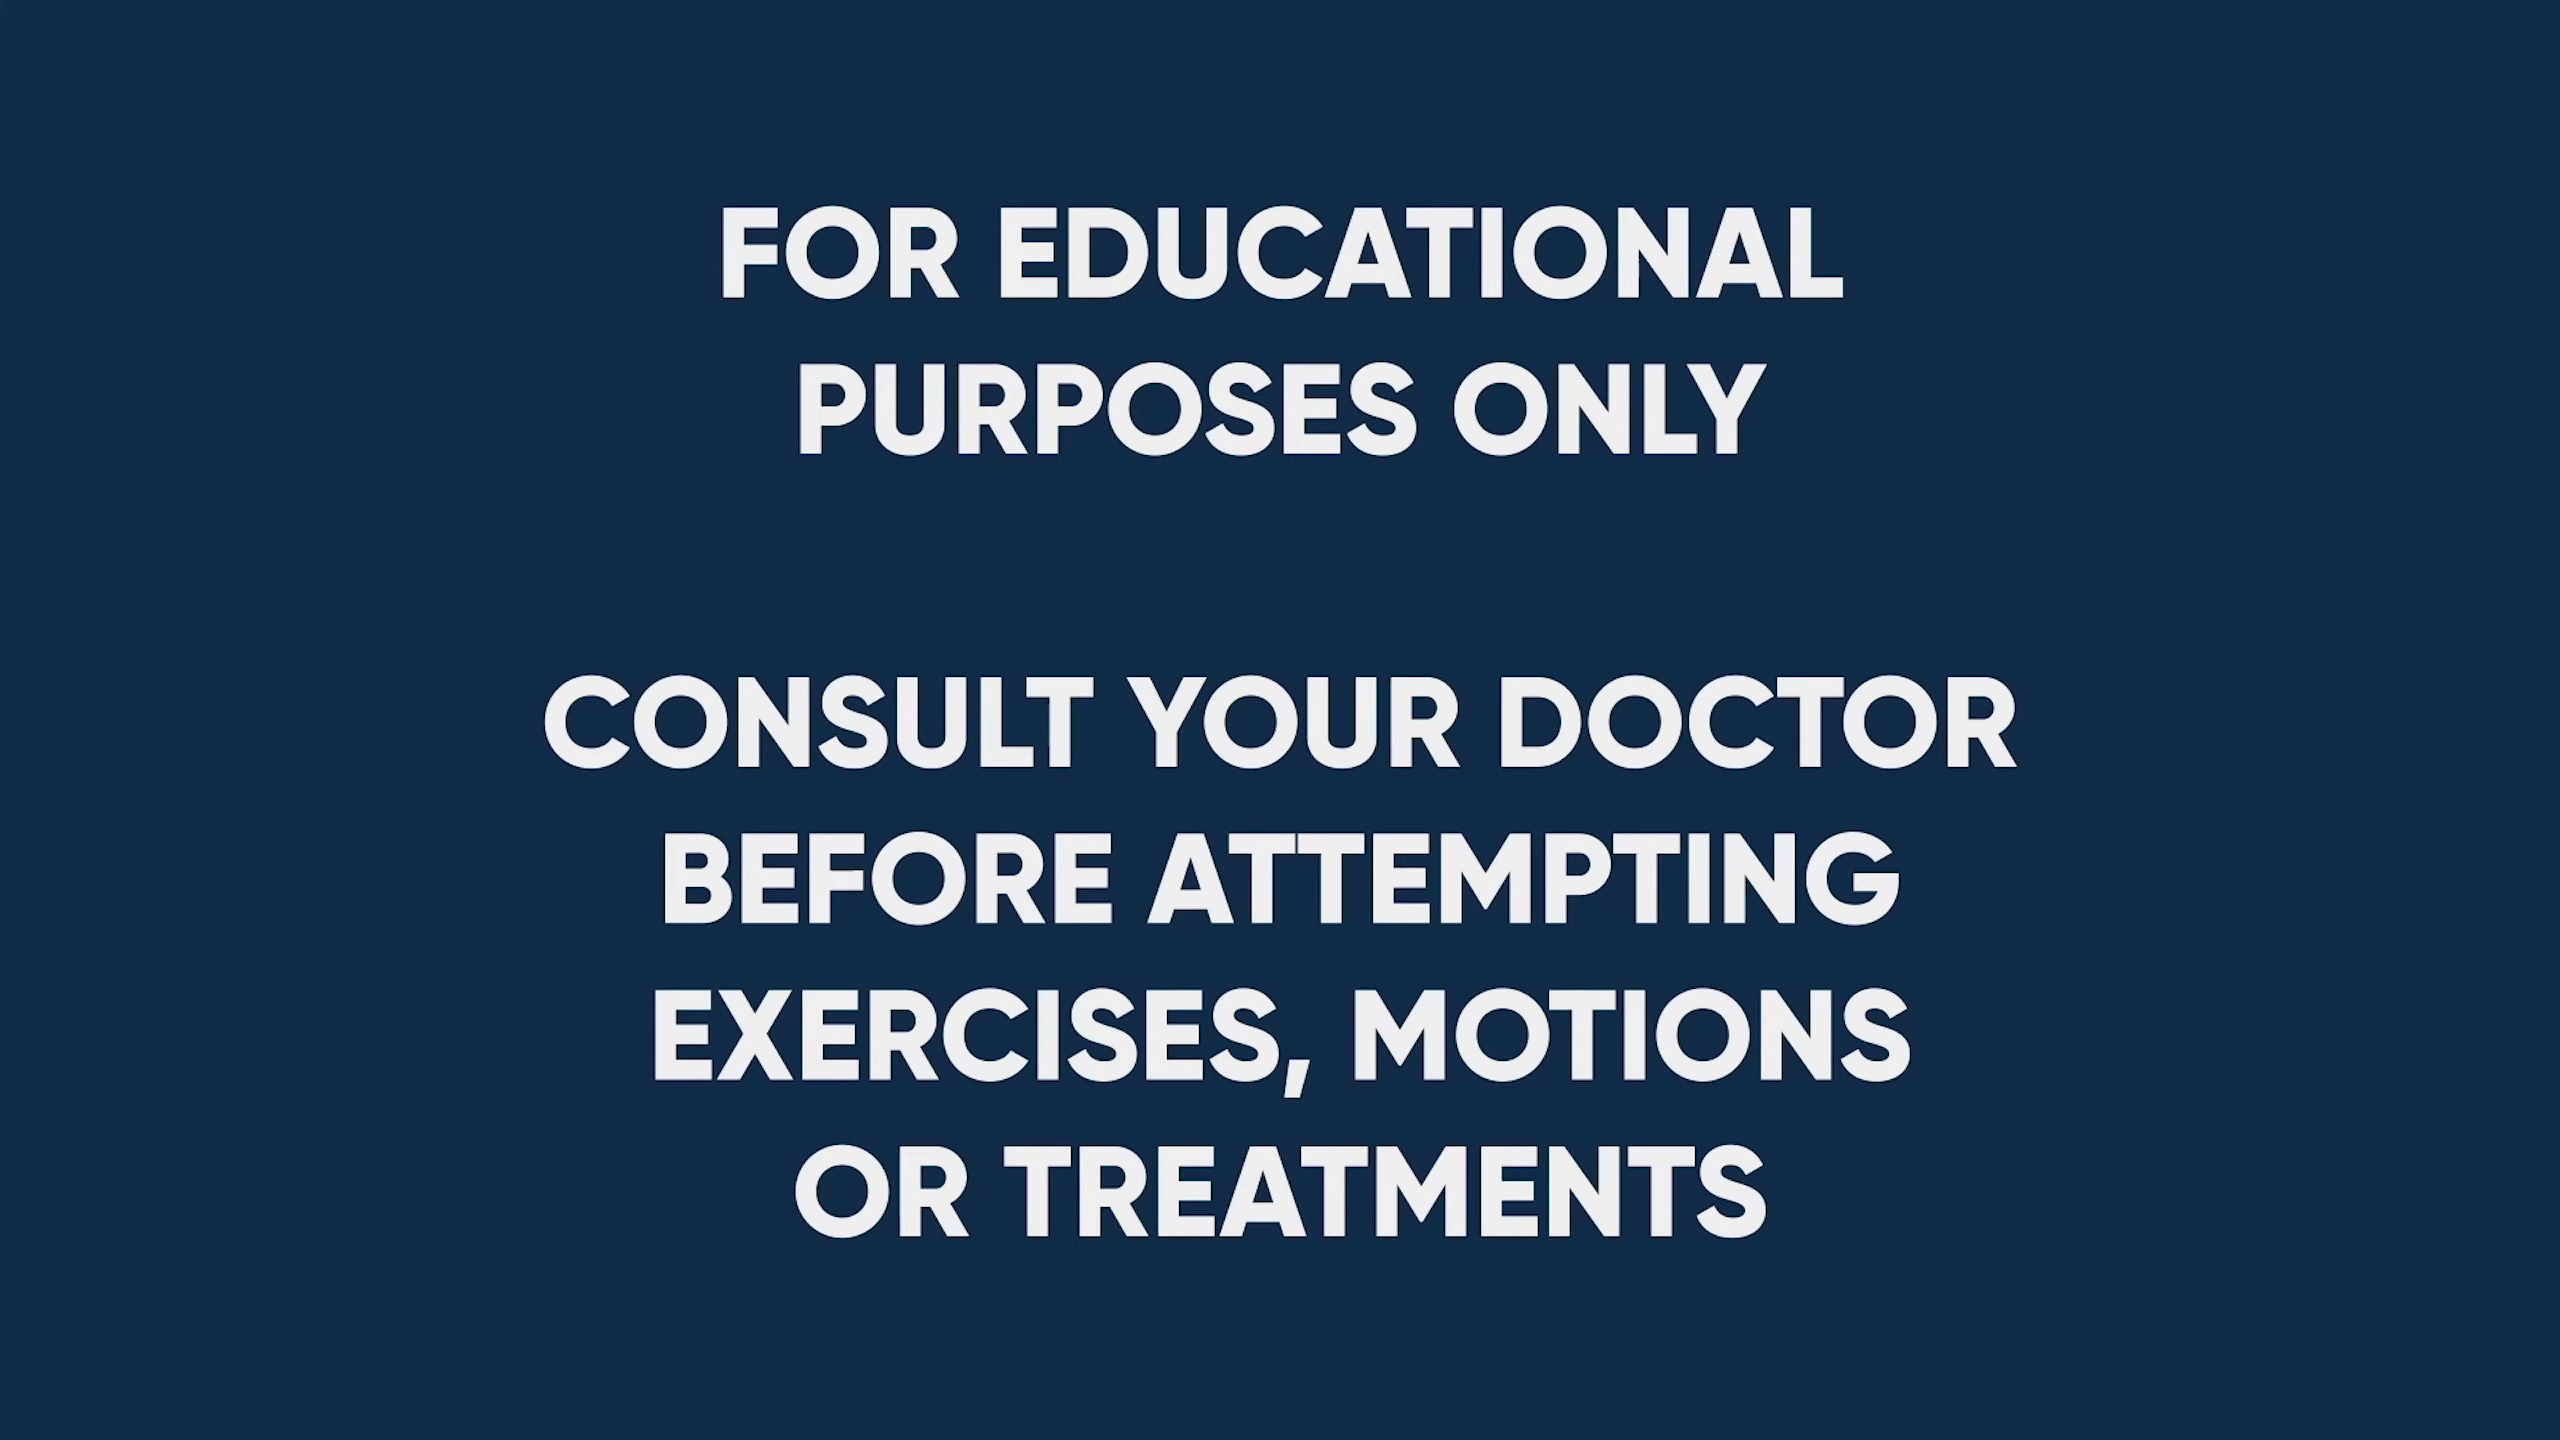 FOR EDUCATIONAL
PURPOSES ONLY
CONSULT YOUR DOCTOR
BEFORE ATTEMPTING
EXERCISES, MOTIONS
OR TREATMENTS